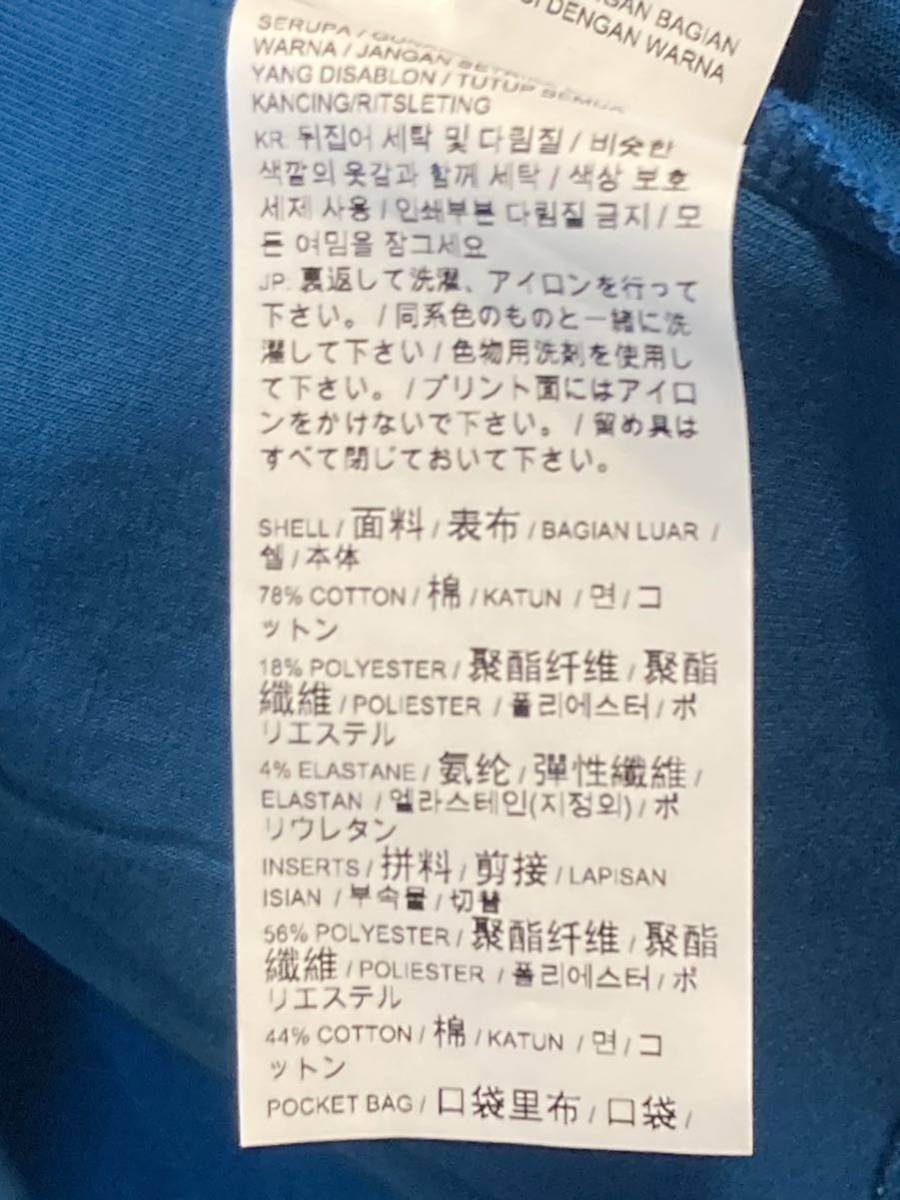 GAN BAGIAN
DENGAN WARNA
SERUPA /
WARNA / JANGAN
YANG DISABLON / TUTUP SEMUA
KANCING/RITSLETING
KR: 뒤집어 세탁 및 다림질 / 비슷한
색깔의 옷감과 함께 세탁 / 색상 보호
세제 사용 / 인쇄부분 다림질 금지 / 모
든 여밈을 잠그세요
JP: 裏返して洗濯、アイロンを行って
下さい。 / 同系色のものと一緒に洗
濯して下さい / 色物用洗剤を使用し
て下さい。 / プリント面にはアイロ
ンをかけないで下さい。 / 留め具は
すべて閉じておいて下さい。
SHELL / 面料 / 表布 / BAGIAN LUAR /
쉘 / 本体
78% COTTON / 棉 / KATUN / 면 / コ
ットン
18% POLYESTER / 聚酯纤维 / 聚酯
纖維 / POLIESTER / 폴리에스터 / ポ
リエステル
4% ELASTANE / 氨纶 / 彈性纖維 /
ELASTAN / 엘라스테인(지정외) / ポ
リウレタン
INSERTS / 拼料 / 剪接 / LAPISAN
ISIAN / 부속물 / 切替
56% POLYESTER / 聚酯纤维 / 聚酯
纖維 / POLIESTER / 폴리에스터 / ポ
リエステル
44% COTTON / 棉 / KATUN / 면 / コ
ットン
POCKET BAG / 口袋里布 / 口袋 /